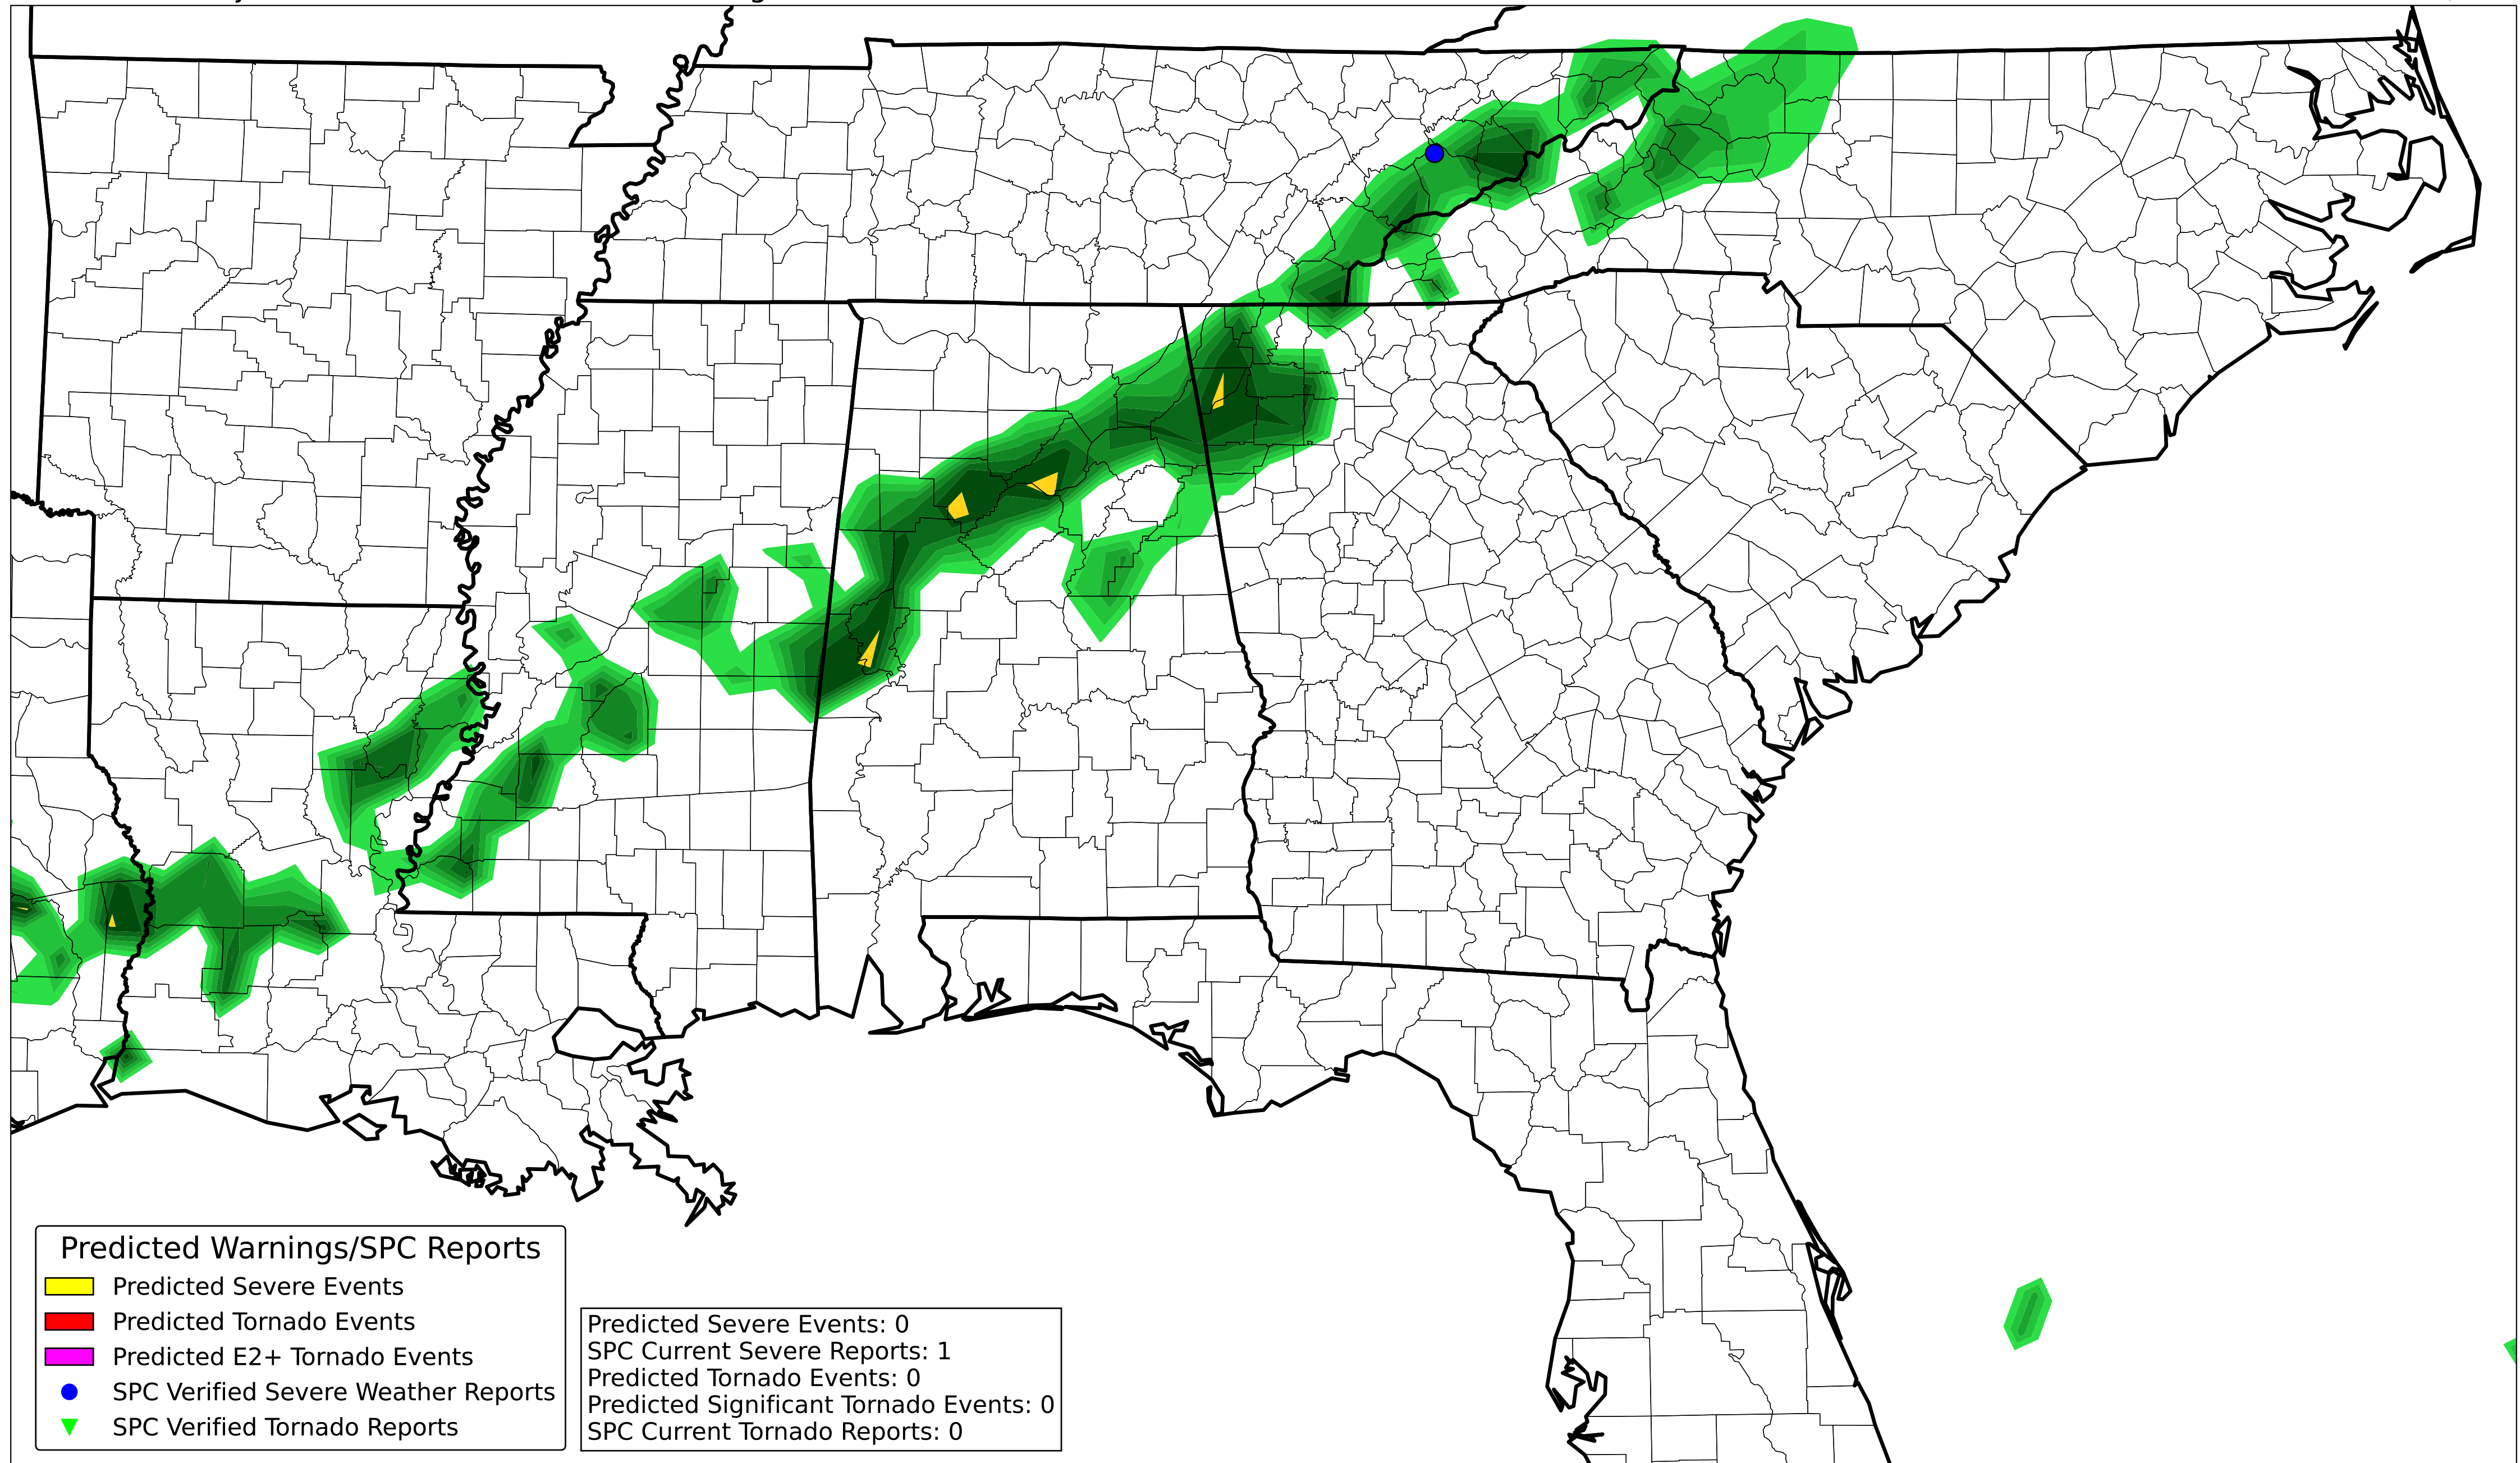 Predicted Warnings/SPC Reports
Predicted Severe Events
Predicted Tornado Events
Predicted E2+ Tornado Events
SPC Verified Severe Weather Reports
SPC Verified Tornado Reports
Predicted Severe Events: 0
SPC Current Severe Reports: 1
Predicted Tornado Events: 0
Predicted Significant Tornado Events: 0
SPC Current Tornado Reports: 0